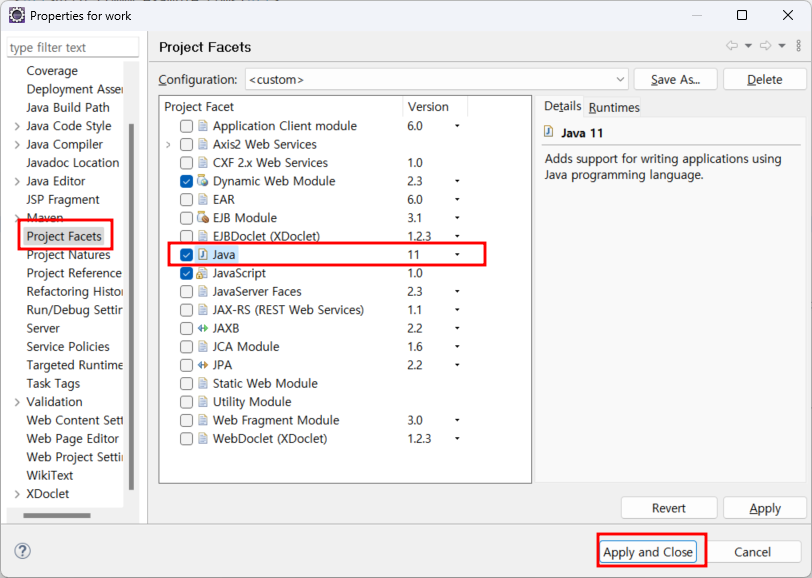 Properties for work
type filter text
Coverage
Deployment Asse
Java Build Path
Java Code Style
Java Compiler
Javadoc Location
Java Editor
JSP Fragment
Maven
Project Facets
Project Natures
Project Reference
Refactoring Histo
Run/Debug Settin
Server
Service Policies
Targeted Runtime
Task Tags
Validation
Web Content Sett
Web Page Editor
Web Project Settin
WikiText
XDoclet
Project Facets
Configuration: <custom> Save As... Delete
Project Facet Version
Application Client module 6.0
Axis2 Web Services
CXF 2.x Web Services 1.0
Dynamic Web Module 2.3
EAR 6.0
EJB Module 3.1
EJBDoclet (XDoclet) 1.2.3
Java 11
JavaScript 1.0
JavaServer Faces 2.3
JAX-RS (REST Web Services) 1.1
JAXB 2.2
JCA Module 1.6
JPA 2.2
Static Web Module
Utility Module
Web Fragment Module 3.0
WebDoclet (XDoclet) 1.2.3
Details Runtimes
Java 11
Adds support for writing applications using
Java programming language.
Revert Apply
? Apply and Close Cancel